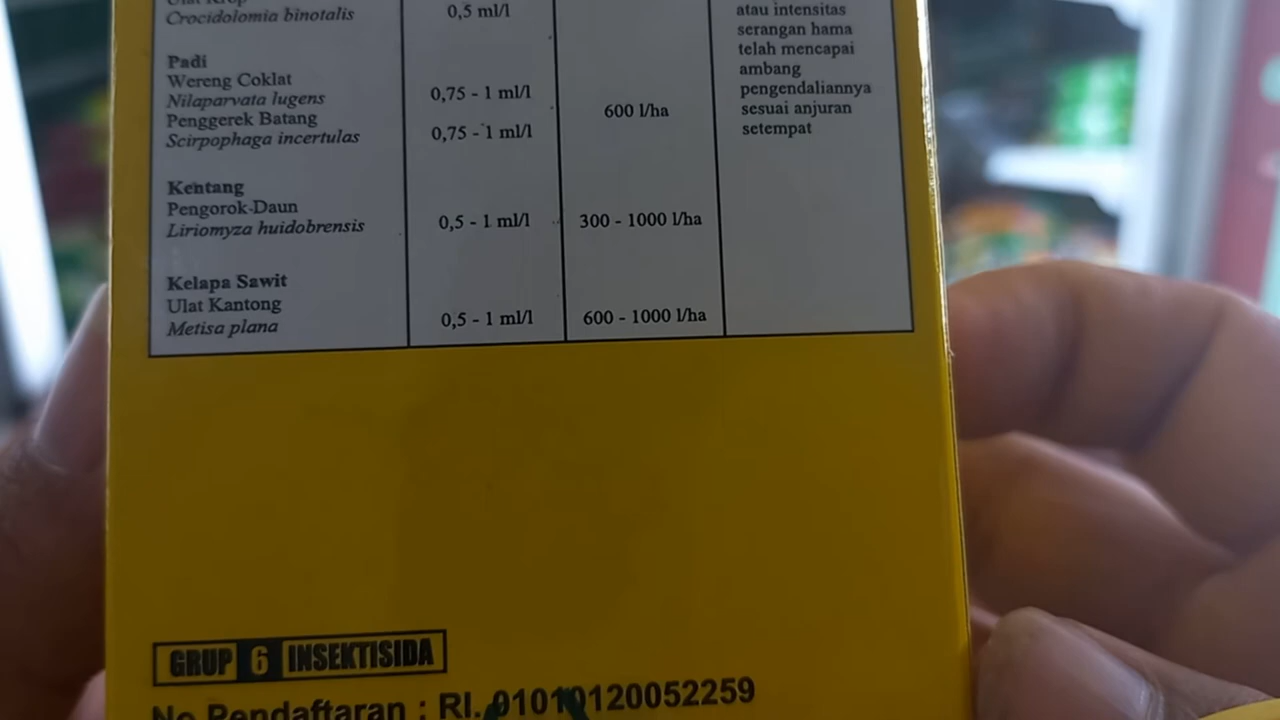 Crocidolomia binotalis 0,5 ml/l
atau intensitas
serangan hama
telah mencapai
ambang
pengendaliannya
sesuai anjuran
setempat
Padi
Wereng Coklat
Nilaparvata lugens 0,75 - 1 ml/l
Penggerek Batang
Scirpophaga incertulas 0,75 - 1 ml/l
600 l/ha
Kentang
Pengorok Daun
Liriomyza huidobrensis 0,5 - 1 ml/l 300 - 1000 l/ha
Kelapa Sawit
Ulat Kantong
Metisa plana 0,5 - 1 ml/l 600 - 1000 l/ha
GRUP 6 INSEKTISIDA
No Pendaftaran : RI. 01010120052259